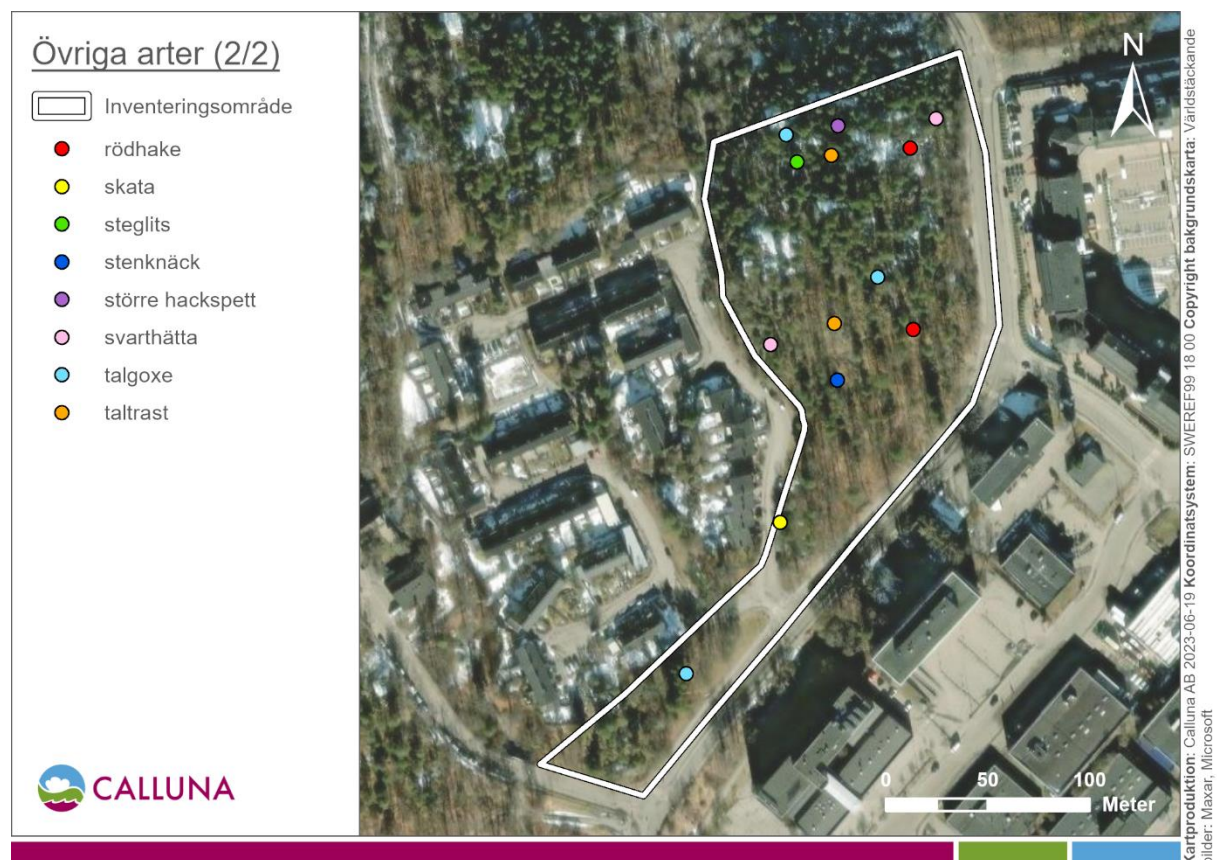 Övriga arter (2/2)
Inventeringsområde
rödhake
skata
steglits
stenknäck
större hackspett
svarthätta
talgoxe
taltrast
CALLUNA
N
0 50 100
Meter
Kartproduktion: Calluna AB 2023-06-19 Koordinatsystem: SWEREF99 18 00 Copyright bakgrundskarta: Världstäckande
bilder: Maxar, Microsoft